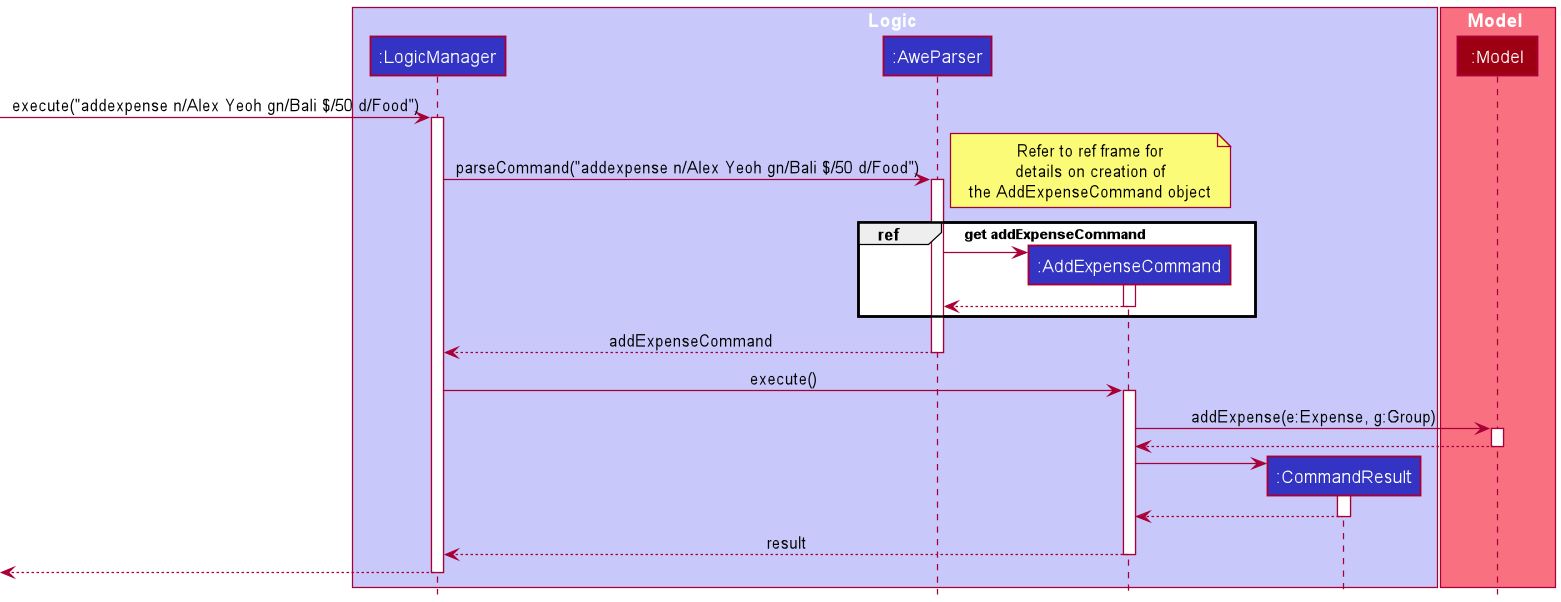 Logic
Model
:LogicManager
:AweParser
:Model
execute("addexpense n/Alex Yeoh gn/Bali $/50 d/Food")
parseCommand("addexpense n/Alex Yeoh gn/Bali $/50 d/Food")
Refer to ref frame for
details on creation of
the AddExpenseCommand object
ref
get addExpenseCommand
:AddExpenseCommand
addExpenseCommand
execute()
addExpense(e:Expense, g:Group)
:CommandResult
result